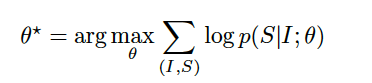 θ⋆ = arg max_θ ∑_(I,S) log p(S|I; θ)